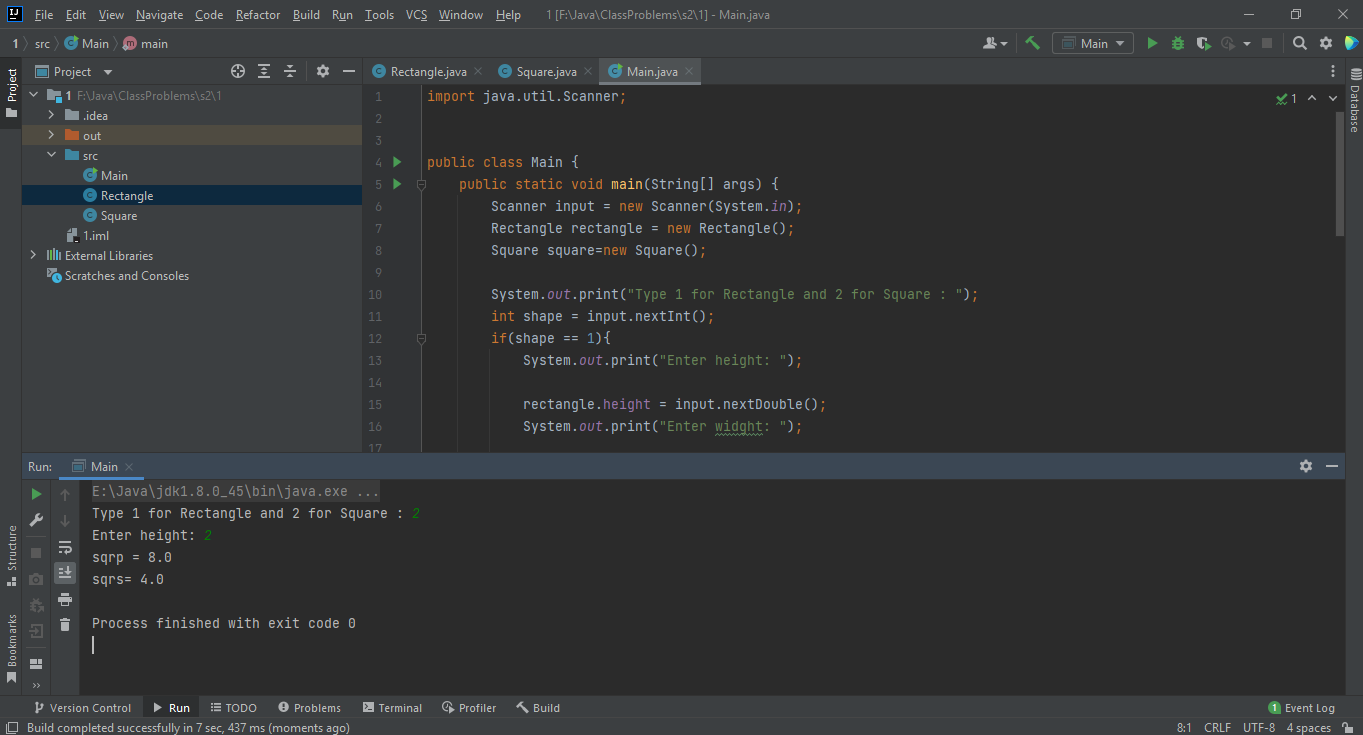 File Edit View Navigate Code Refactor Build Run Tools VCS Window Help 1 [F:\Java\ClassProblems\s2\1] - Main.java
1 src Main main
Main
Project
Rectangle.java Square.java Main.java
Project
Database
1 F:\Java\ClassProblems\s2\1
.idea
out
src
Main
Rectangle
Square
1.iml
External Libraries
Scratches and Consoles
1
1 import java.util.Scanner;
2
3
4 public class Main {
5 public static void main(String[] args) {
6 Scanner input = new Scanner(System.in);
7 Rectangle rectangle = new Rectangle();
8 Square square=new Square();
9
10 System.out.print("Type 1 for Rectangle and 2 for Square : ");
11 int shape = input.nextInt();
12 if(shape == 1){
13 System.out.print("Enter height: ");
14
15 rectangle.height = input.nextDouble();
16 System.out.print("Enter widght: ");
17
Run: Main
E:\Java\jdk1.8.0_45\bin\java.exe ...
Type 1 for Rectangle and 2 for Square : 2
Enter height: 2
sqrp = 8.0
sqrs= 4.0
Process finished with exit code 0
Structure
Bookmarks
Version Control Run TODO Problems Terminal Profiler Build 1 Event Log
Build completed successfully in 7 sec, 437 ms (moments ago) 8:1 CRLF UTF-8 4 spaces